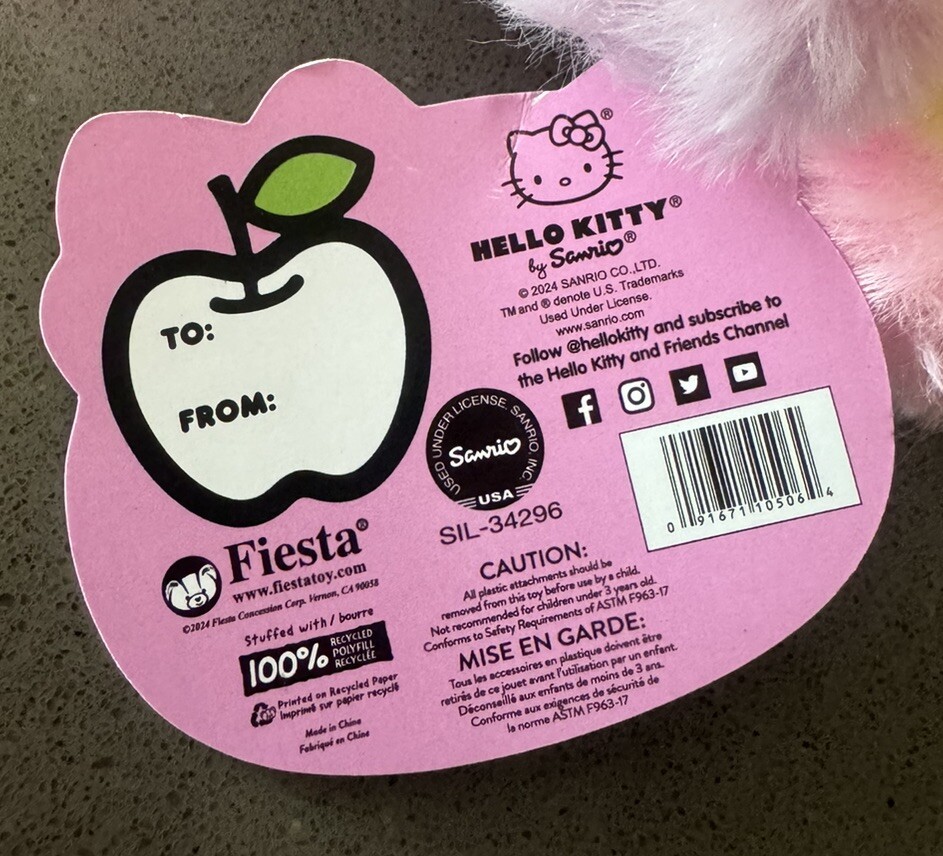 TO:
FROM:
HELLO KITTY®
by Sanrio®
© 2024 SANRIO CO.,LTD.
TM and ® denote U.S. Trademarks
Used Under License.
www.sanrio.com
Follow @hellokitty and subscribe to
the Hello Kitty and Friends Channel
USED UNDER LICENSE. SANRIO, INC.
Sanrio
USA
SIL-34296
0 91671 10506 4
Fiesta®
www.fiestatoy.com
©2024 Fiesta Concession Corp. Vernon, CA 90058
Stuffed with / bourre
100% RECYCLED
POLYFILL
RECYCLÉE
Printed on Recycled Paper
Imprimé sur papier recyclé
Made in China
Fabriqué en Chine
CAUTION:
All plastic attachments should be
removed from this toy before use by a child.
Not recommended for children under 3 years old.
Conforms to Safety Requirements of ASTM F963-17
MISE EN GARDE:
Tous les accessoires en plastique doivent être
retirés de ce jouet avant l'utilisation par un enfant.
Déconseillé aux enfants de moins de 3 ans.
Conforme aux exigences de sécurité de
la norme ASTM F963-17